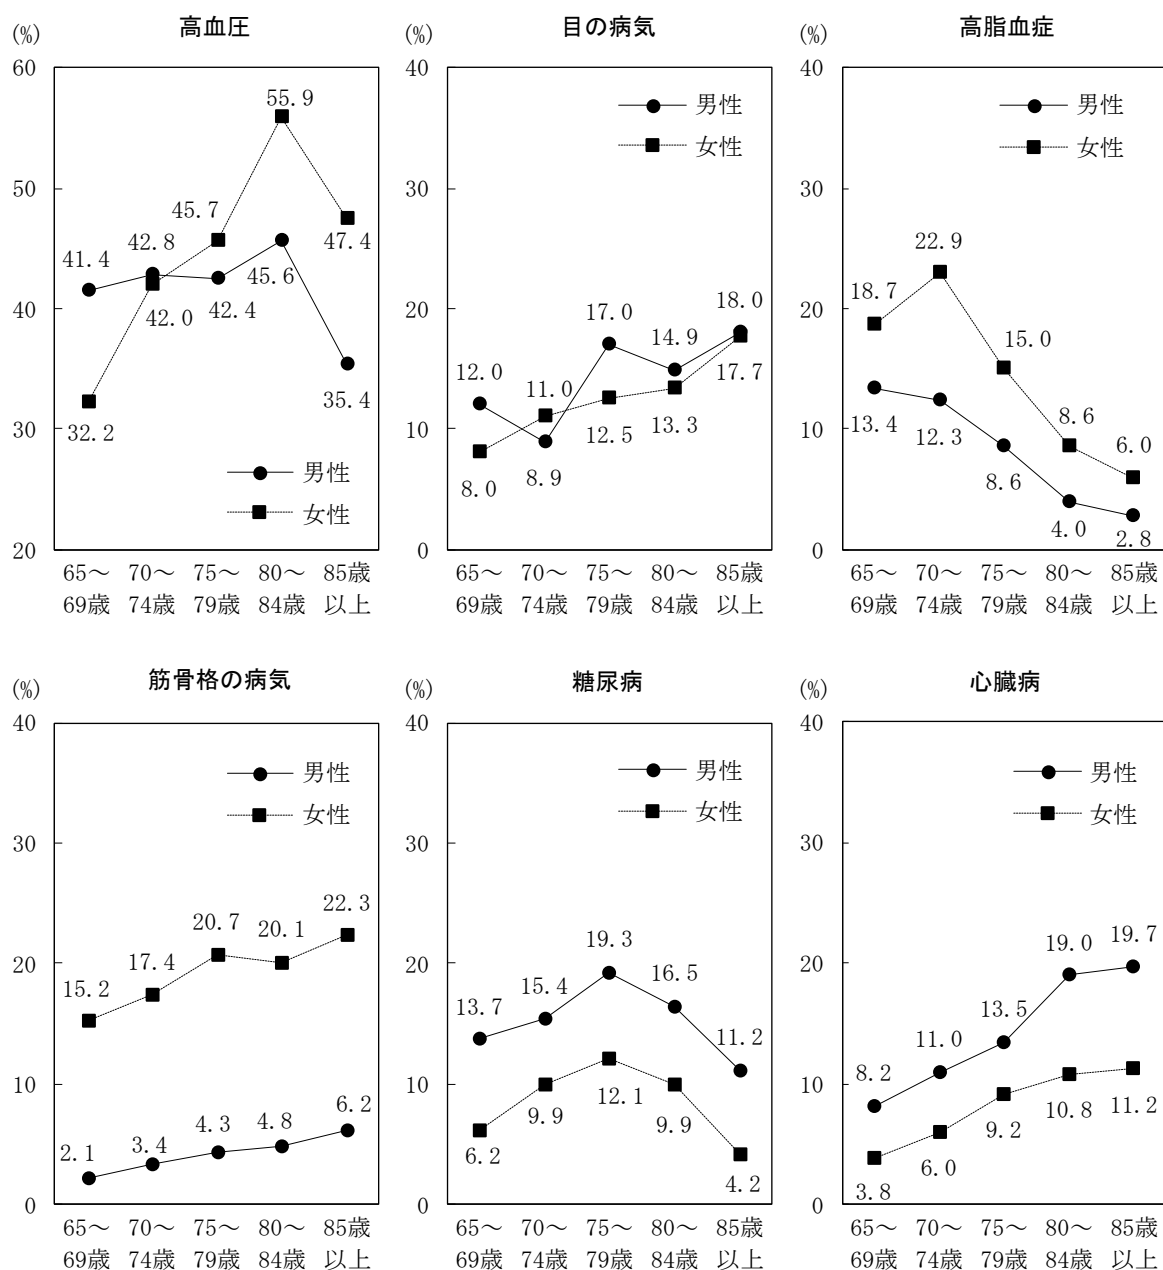 高血圧
(%)
60
50
40
30
20
41.4
42.8
45.7
55.9
47.4
32.2
42.0
42.4
45.6
35.4
男性
女性
65～
69歳
70～
74歳
75～
79歳
80～
84歳
85歳
以上
目の病気
(%)
40
30
20
10
0
男性
女性
12.0
11.0
17.0
14.9
18.0
8.0
8.9
12.5
13.3
17.7
65～
69歳
70～
74歳
75～
79歳
80～
84歳
85歳
以上
高脂血症
(%)
40
30
20
10
0
男性
女性
18.7
22.9
15.0
8.6
6.0
13.4
12.3
8.6
4.0
2.8
65～
69歳
70～
74歳
75～
79歳
80～
84歳
85歳
以上
筋骨格の病気
(%)
40
30
20
10
0
男性
女性
15.2
17.4
20.7
20.1
22.3
2.1
3.4
4.3
4.8
6.2
65～
69歳
70～
74歳
75～
79歳
80～
84歳
85歳
以上
糖尿病
(%)
40
30
20
10
0
男性
女性
13.7
15.4
19.3
16.5
11.2
6.2
9.9
12.1
9.9
4.2
65～
69歳
70～
74歳
75～
79歳
80～
84歳
85歳
以上
心臓病
(%)
40
30
20
10
0
男性
女性
8.2
11.0
13.5
19.0
19.7
3.8
6.0
9.2
10.8
11.2
65～
69歳
70～
74歳
75～
79歳
80～
84歳
85歳
以上